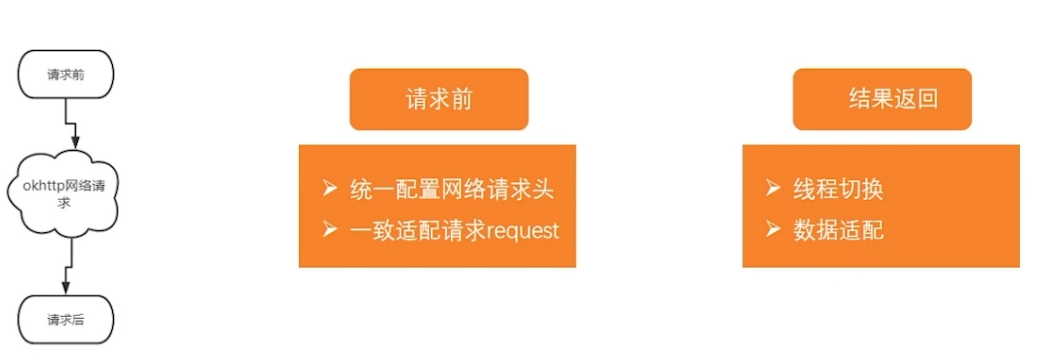 请求前
okhttp网络请
求
请求后
请求前
统一配置网络请求头
一致适配请求request
结果返回
线程切换
数据适配